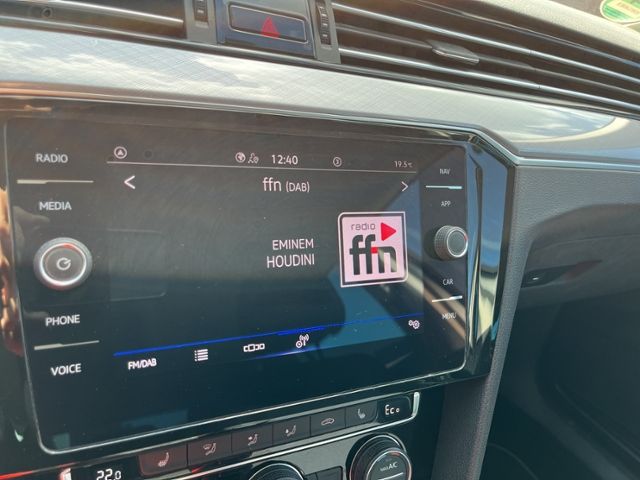 RADIO
MEDIA
PHONE
VOICE
12:40
19.5°C
ffn (DAB)
EMINEM
HOUDINI
radio
ffn
FM/DAB
NAV
APP
CAR
MENU
22.0
Eco
A/C